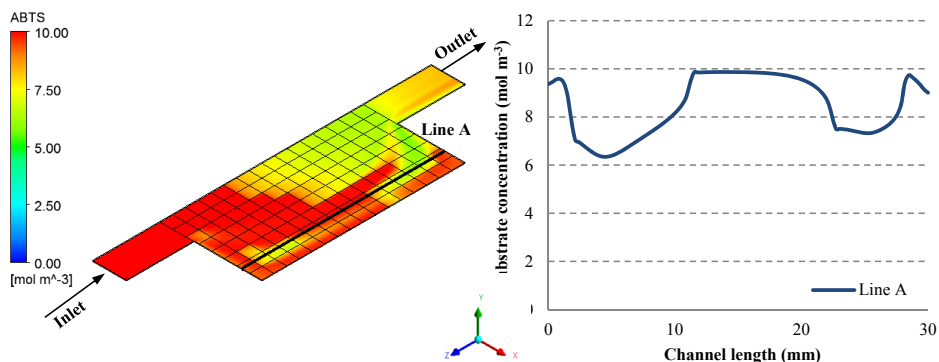 ABTS
10.00
7.50
5.00
2.50
0.00
[mol m^-3]
Inlet
Outlet
Line A
Y
Z
X
bstrate concentration (mol m-3)
12
10
8
6
4
2
0
10
20
30
Line A
Channel length (mm)